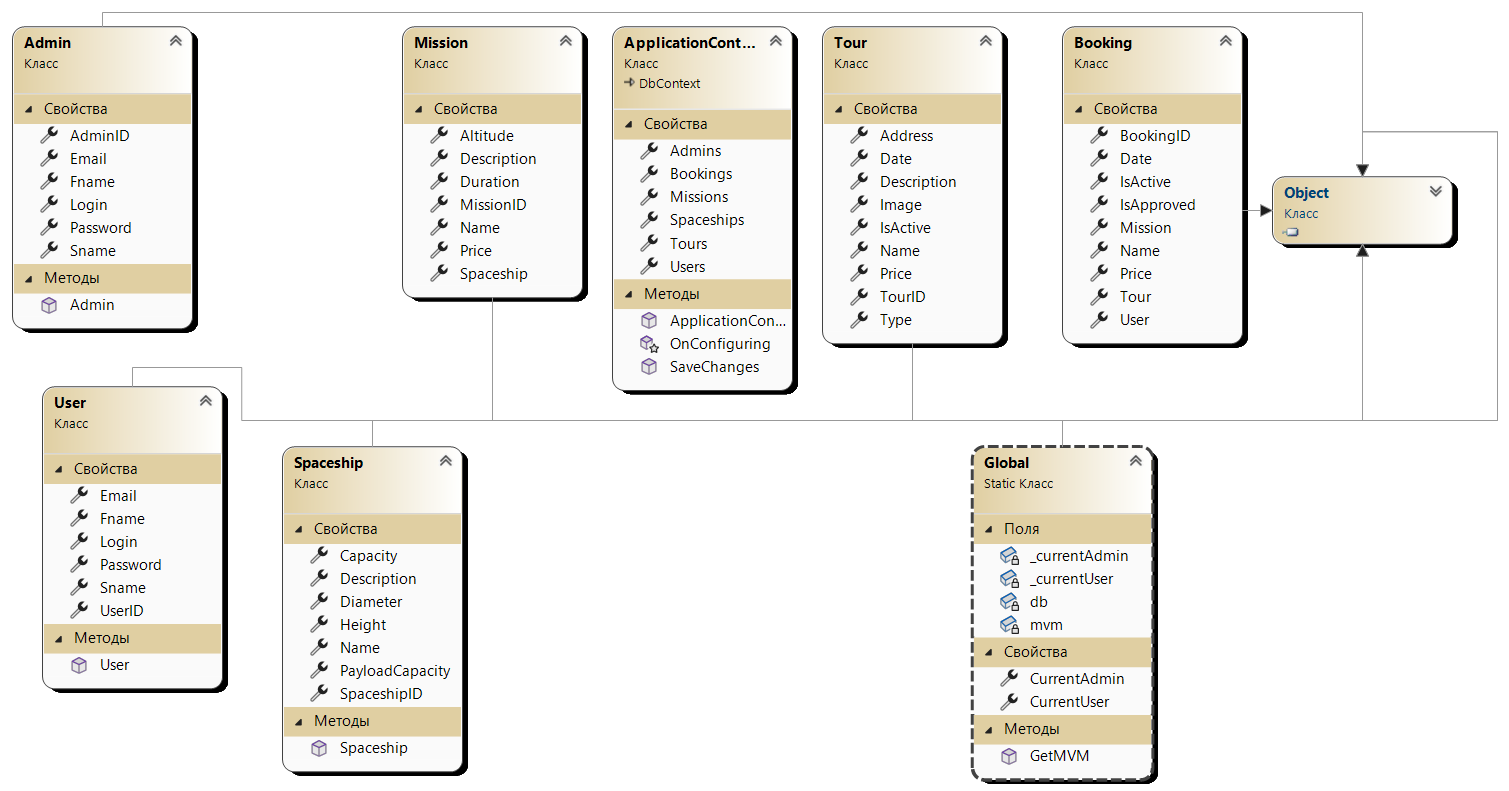 Admin
Класс
Свойства
AdminID
Email
Fname
Login
Password
Sname
Методы
Admin
Mission
Класс
Свойства
Altitude
Description
Duration
MissionID
Name
Price
Spaceship
ApplicationCont...
Класс
DbContext
Свойства
Admins
Bookings
Missions
Spaceships
Tours
Users
Методы
ApplicationCon...
OnConfiguring
SaveChanges
Tour
Класс
Свойства
Address
Date
Description
Image
IsActive
Name
Price
TourID
Type
Booking
Класс
Свойства
BookingID
Date
IsActive
IsApproved
Mission
Name
Price
Tour
User
Object
Класс
User
Класс
Свойства
Email
Fname
Login
Password
Sname
UserID
Методы
User
Spaceship
Класс
Свойства
Capacity
Description
Diameter
Height
Name
PayloadCapacity
SpaceshipID
Методы
Spaceship
Global
Static Класс
Поля
_currentAdmin
_currentUser
db
mvm
Свойства
CurrentAdmin
CurrentUser
Методы
GetMVM